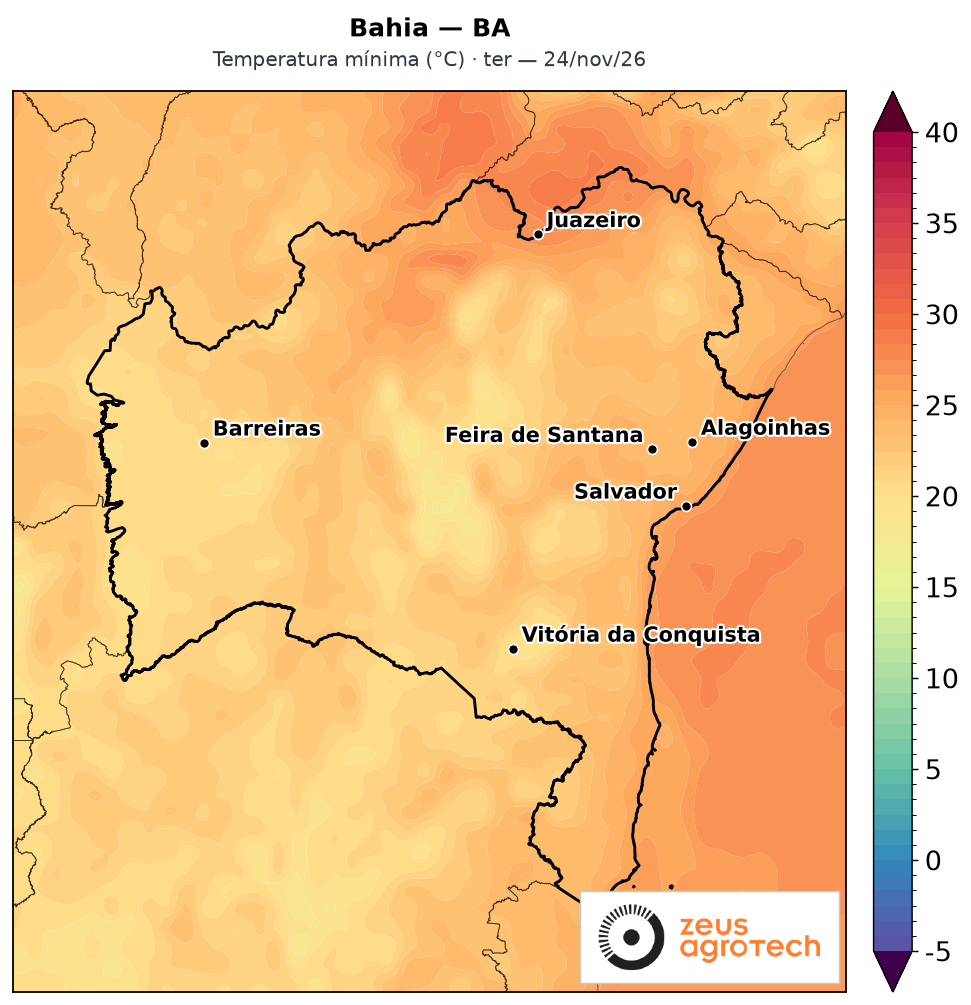 Bahia — BA
Temperatura mínima (°C) · ter — 24/nov/26
Juazeiro
Barreiras
Feira de Santana
Alagoinhas
Salvador
Vitória da Conquista
40
35
30
25
20
15
10
5
0
-5
zeus
agrotech